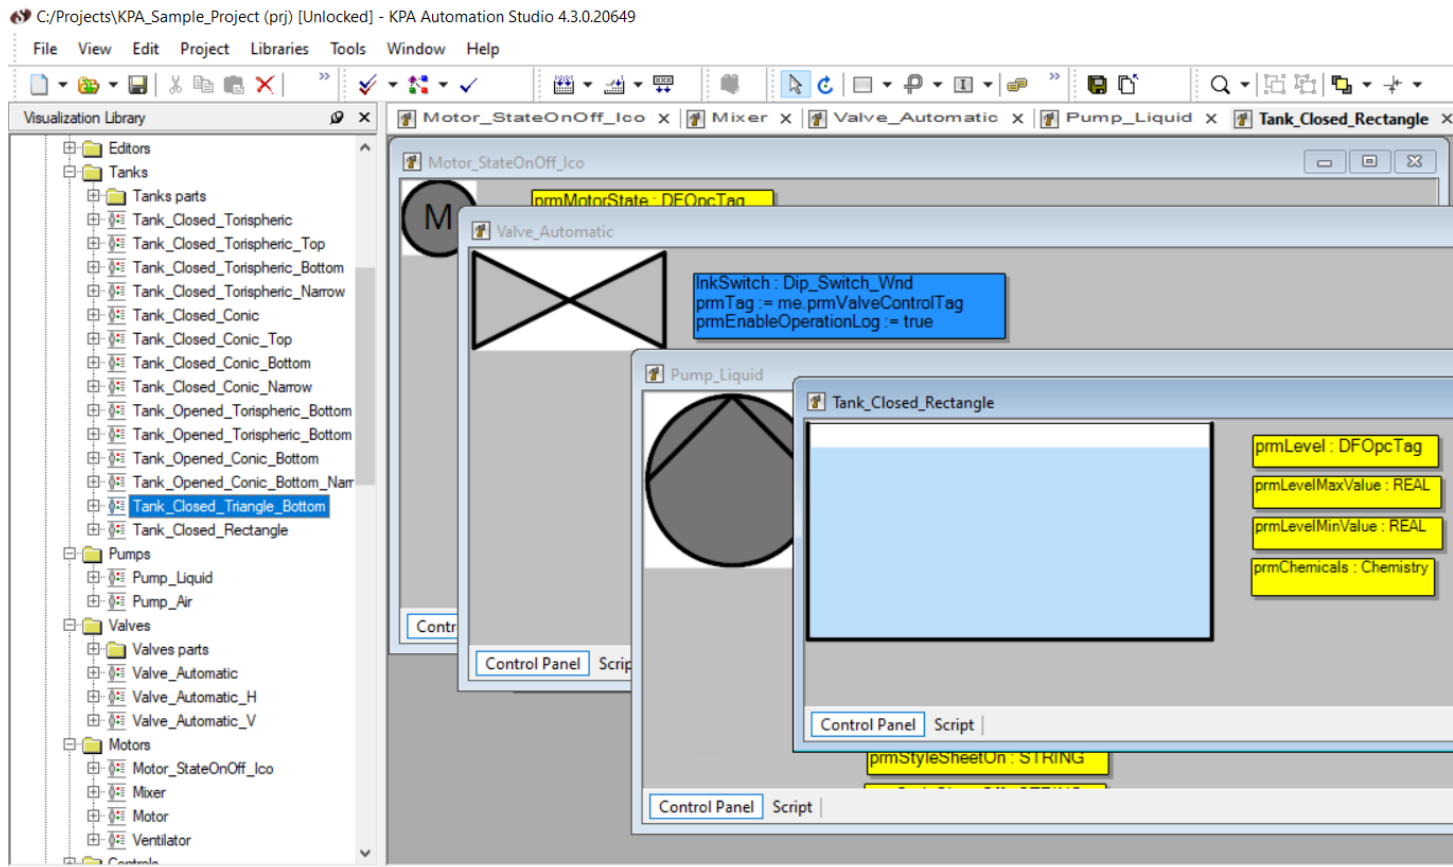 C:/Projects\KPA_Sample_Project (prj) [Unlocked] - KPA Automation Studio 4.3.0.20649
File View Edit Project Libraries Tools Window Help
Visualization Library
Motor_StateOnOff_Ico
Mixer
Valve_Automatic
Pump_Liquid
Tank_Closed_Rectangle
Editors
Tanks
Tanks parts
Tank_Closed_Torispheric
Tank_Closed_Torispheric_Top
Tank_Closed_Torispheric_Bottom
Tank_Closed_Torispheric_Narrow
Tank_Closed_Conic
Tank_Closed_Conic_Top
Tank_Closed_Conic_Bottom
Tank_Closed_Conic_Narrow
Tank_Opened_Torispheric_Bottom
Tank_Opened_Torispheric_Bottom
Tank_Opened_Conic_Bottom
Tank_Opened_Conic_Bottom_Narr
Tank_Closed_Triangle_Bottom
Tank_Closed_Rectangle
Pumps
Pump_Liquid
Pump_Air
Valves
Valves parts
Valve_Automatic
Valve_Automatic_H
Valve_Automatic_V
Motors
Motor_StateOnOff_Ico
Mixer
Motor
Ventilator
Controls
Motor_StateOnOff_Ico
M
prmMotorState : DFOpcTag
Contr
Valve_Automatic
lnkSwitch : Dip_Switch_Wnd
prmTag := me.prmValveControlTag
prmEnableOperationLog := true
Control Panel
Scrip
Pump_Liquid
prmStyleSheetOn : STRING
Control Panel
Script
Tank_Closed_Rectangle
prmLevel : DFOpcTag
prmLevelMaxValue : REAL
prmLevelMinValue : REAL
prmChemicals : Chemistry
Control Panel
Script